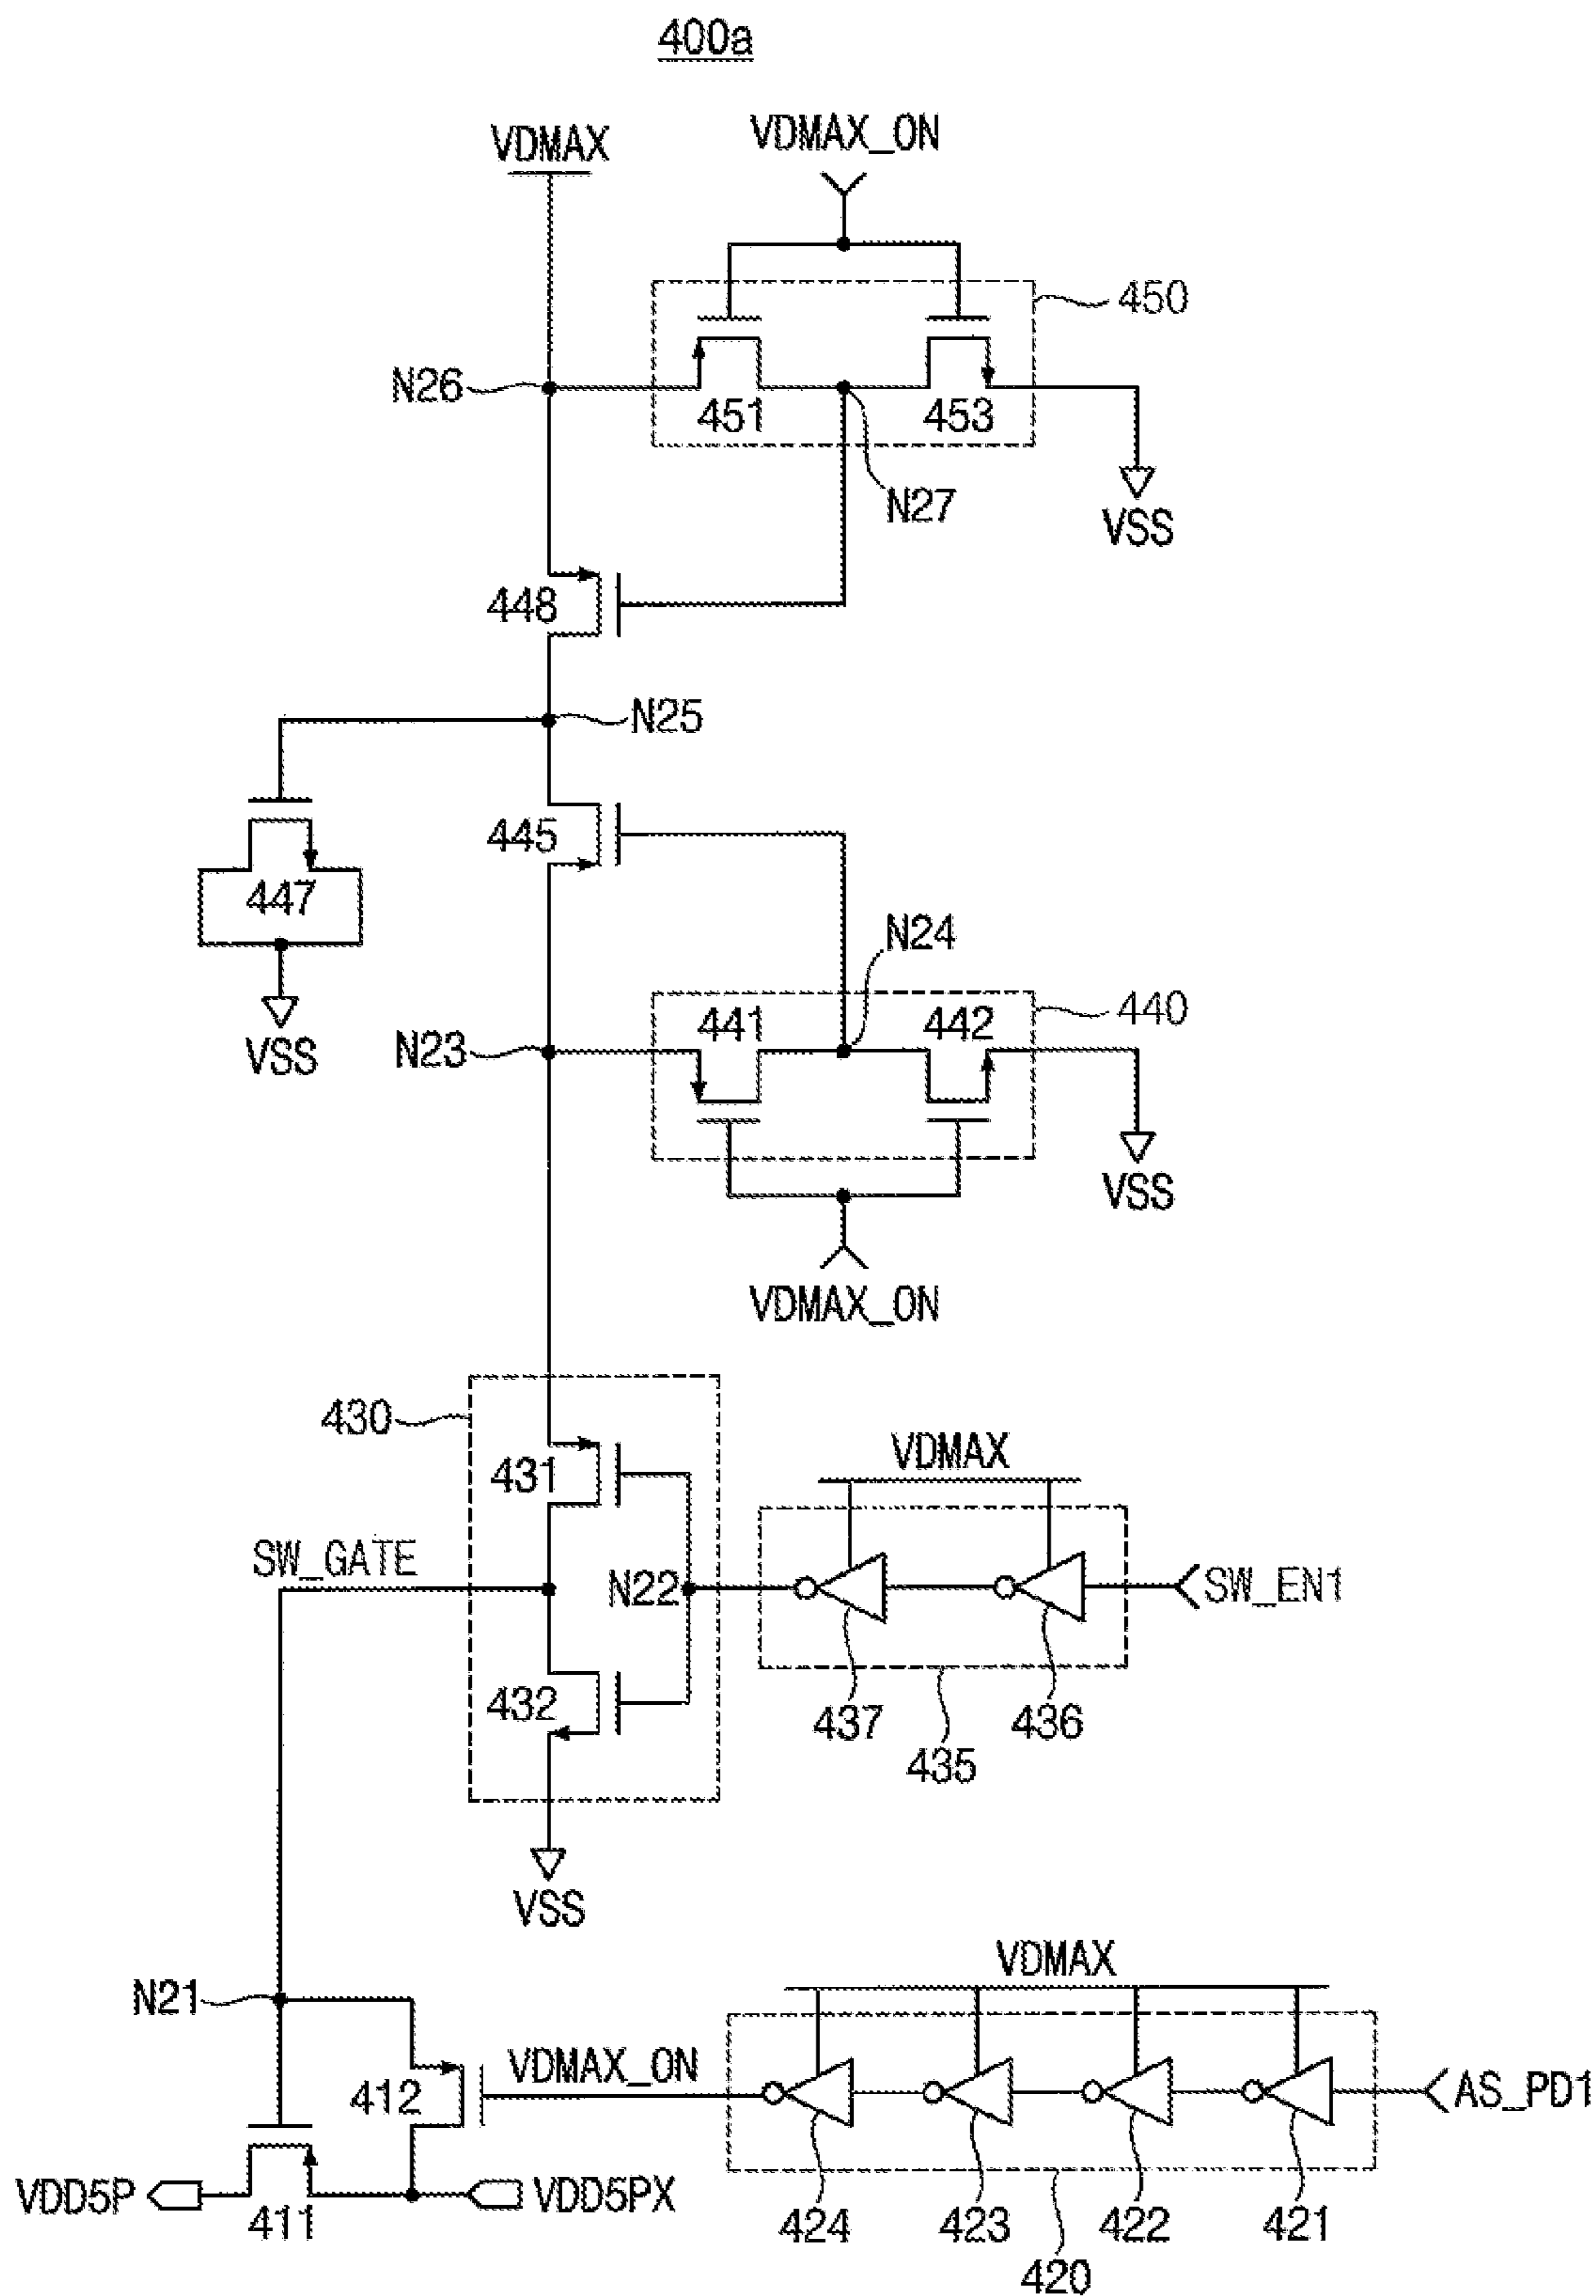 400a
VDMAX
VDMAX_ON
450
N26
451
453
N27
VSS
448
N25
445
447
N24
VSS
441
442
440
N23
VSS
VDMAX_ON
430
VDMAX
431
SW_GATE
N22
SW_EN1
432
437
436
435
VSS
VDMAX
N21
VDMAX_ON
412
AS_PD1
VDD5P
411
VDD5PX
424
423
422
421
420